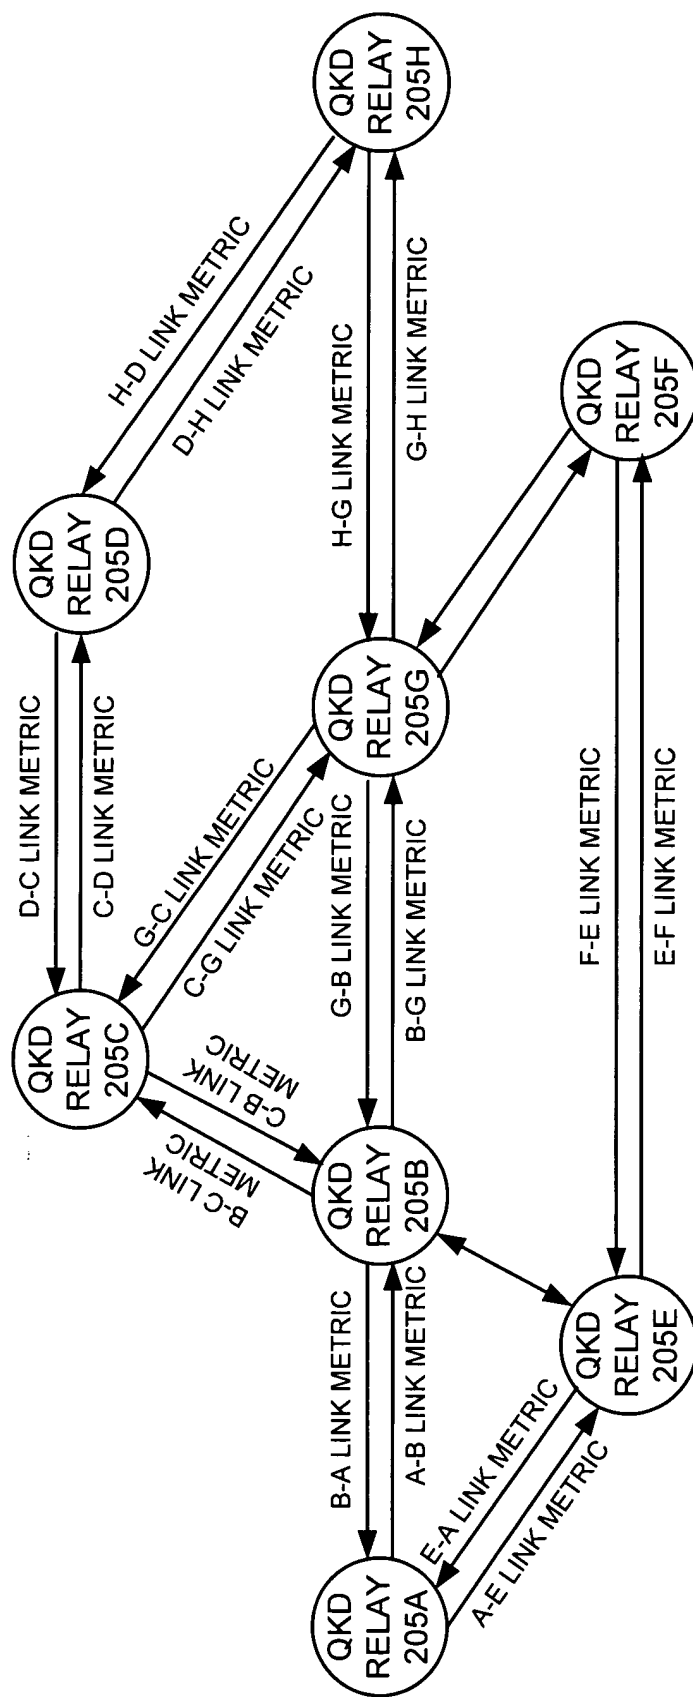 QKD
RELAY
205H
H-D LINK METRIC
D-H LINK METRIC
H-G LINK METRIC
G-H LINK METRIC
QKD
RELAY
205D
QKD
RELAY
205F
D-C LINK METRIC
C-D LINK METRIC
QKD
RELAY
205G
G-C LINK METRIC
C-G LINK METRIC
G-B LINK METRIC
B-G LINK METRIC
F-E LINK METRIC
E-F LINK METRIC
QKD
RELAY
205C
C-B LINK
METRIC
B-C LINK
METRIC
QKD
RELAY
205B
B-A LINK METRIC
A-B LINK METRIC
QKD
RELAY
205E
E-A LINK METRIC
A-E LINK METRIC
QKD
RELAY
205A